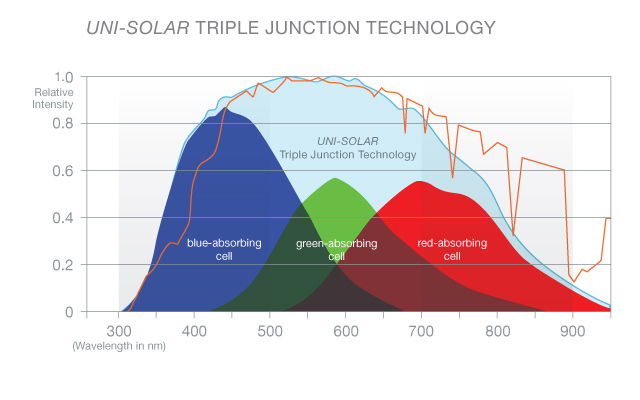 UNI-SOLAR TRIPLE JUNCTION TECHNOLOGY
1.0
Relative
Intensity
0.8
UNI-SOLAR
Triple Junction Technology
0.6
0.4
blue-absorbing
cell
green-absorbing
cell
red-absorbing
cell
0.2
0
300 400 500 600 700 800 900
(Wavelength in nm)